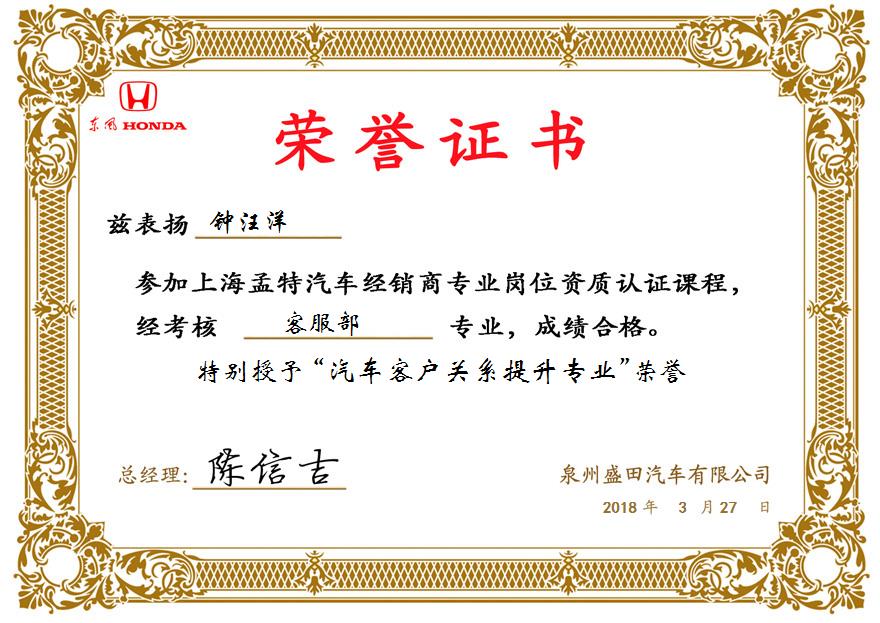 东风 HONDA
荣誉证书
兹表扬 钟汪洋
参加上海孟特汽车经销商专业岗位资质认证课程，
经考核 客服部 专业，成绩合格。
特别授予“汽车客户关系提升专业”荣誉
总经理: 陈信吉
泉州盛田汽车有限公司
2018 年 3 月 27 日